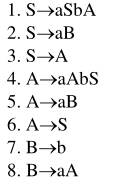 1. S→aSbA
2. S→aB
3. S→A
4. A→aAbS
5. A→aB
6. A→S
7. B→b
8. B→aA